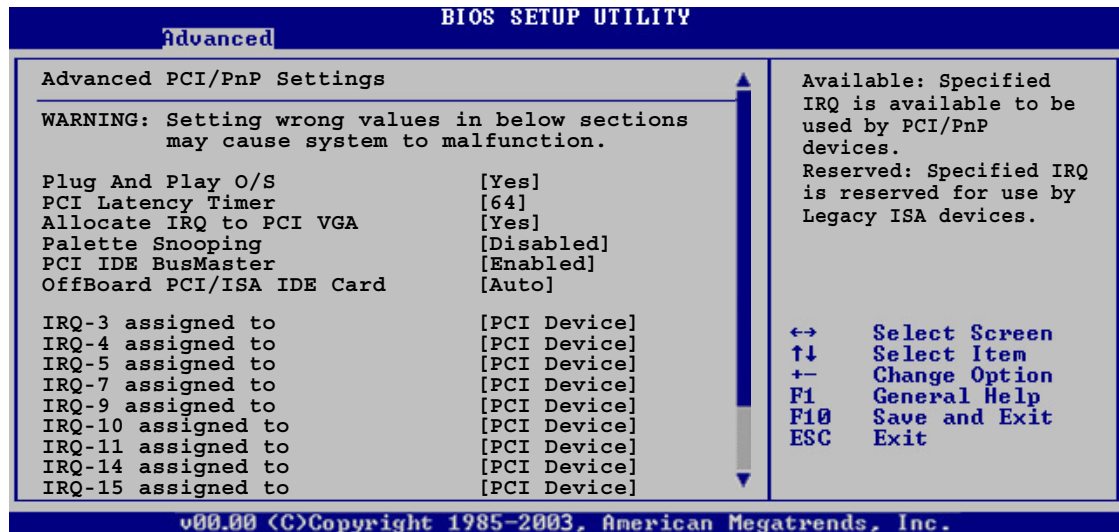 BIOS SETUP UTILITY
Advanced
Advanced PCI/PnP Settings
WARNING: Setting wrong values in below sections
may cause system to malfunction.
Plug And Play O/S [Yes]
PCI Latency Timer [64]
Allocate IRQ to PCI VGA [Yes]
Palette Snooping [Disabled]
PCI IDE BusMaster [Enabled]
OffBoard PCI/ISA IDE Card [Auto]
IRQ-3 assigned to [PCI Device]
IRQ-4 assigned to [PCI Device]
IRQ-5 assigned to [PCI Device]
IRQ-7 assigned to [PCI Device]
IRQ-9 assigned to [PCI Device]
IRQ-10 assigned to [PCI Device]
IRQ-11 assigned to [PCI Device]
IRQ-14 assigned to [PCI Device]
IRQ-15 assigned to [PCI Device]
Available: Specified
IRQ is available to be
used by PCI/PnP
devices.
Reserved: Specified IRQ
is reserved for use by
Legacy ISA devices.
←→ Select Screen
↑↓ Select Item
+- Change Option
F1 General Help
F10 Save and Exit
ESC Exit
v00.00 (C)Copyright 1985-2003, American Megatrends, Inc.